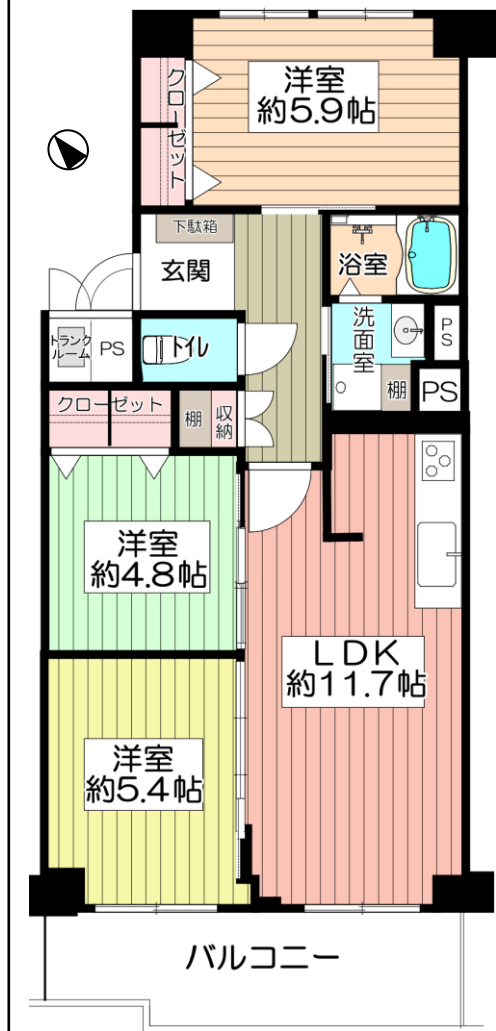 洋室
約5.9帖
クローゼット
下駄箱
玄関
浴室
洗面室
PS
トランク
ルーム
PS
トイレ
棚
PS
クローゼット
棚
収納
洋室
約4.8帖
LDK
約11.7帖
洋室
約5.4帖
バルコニー